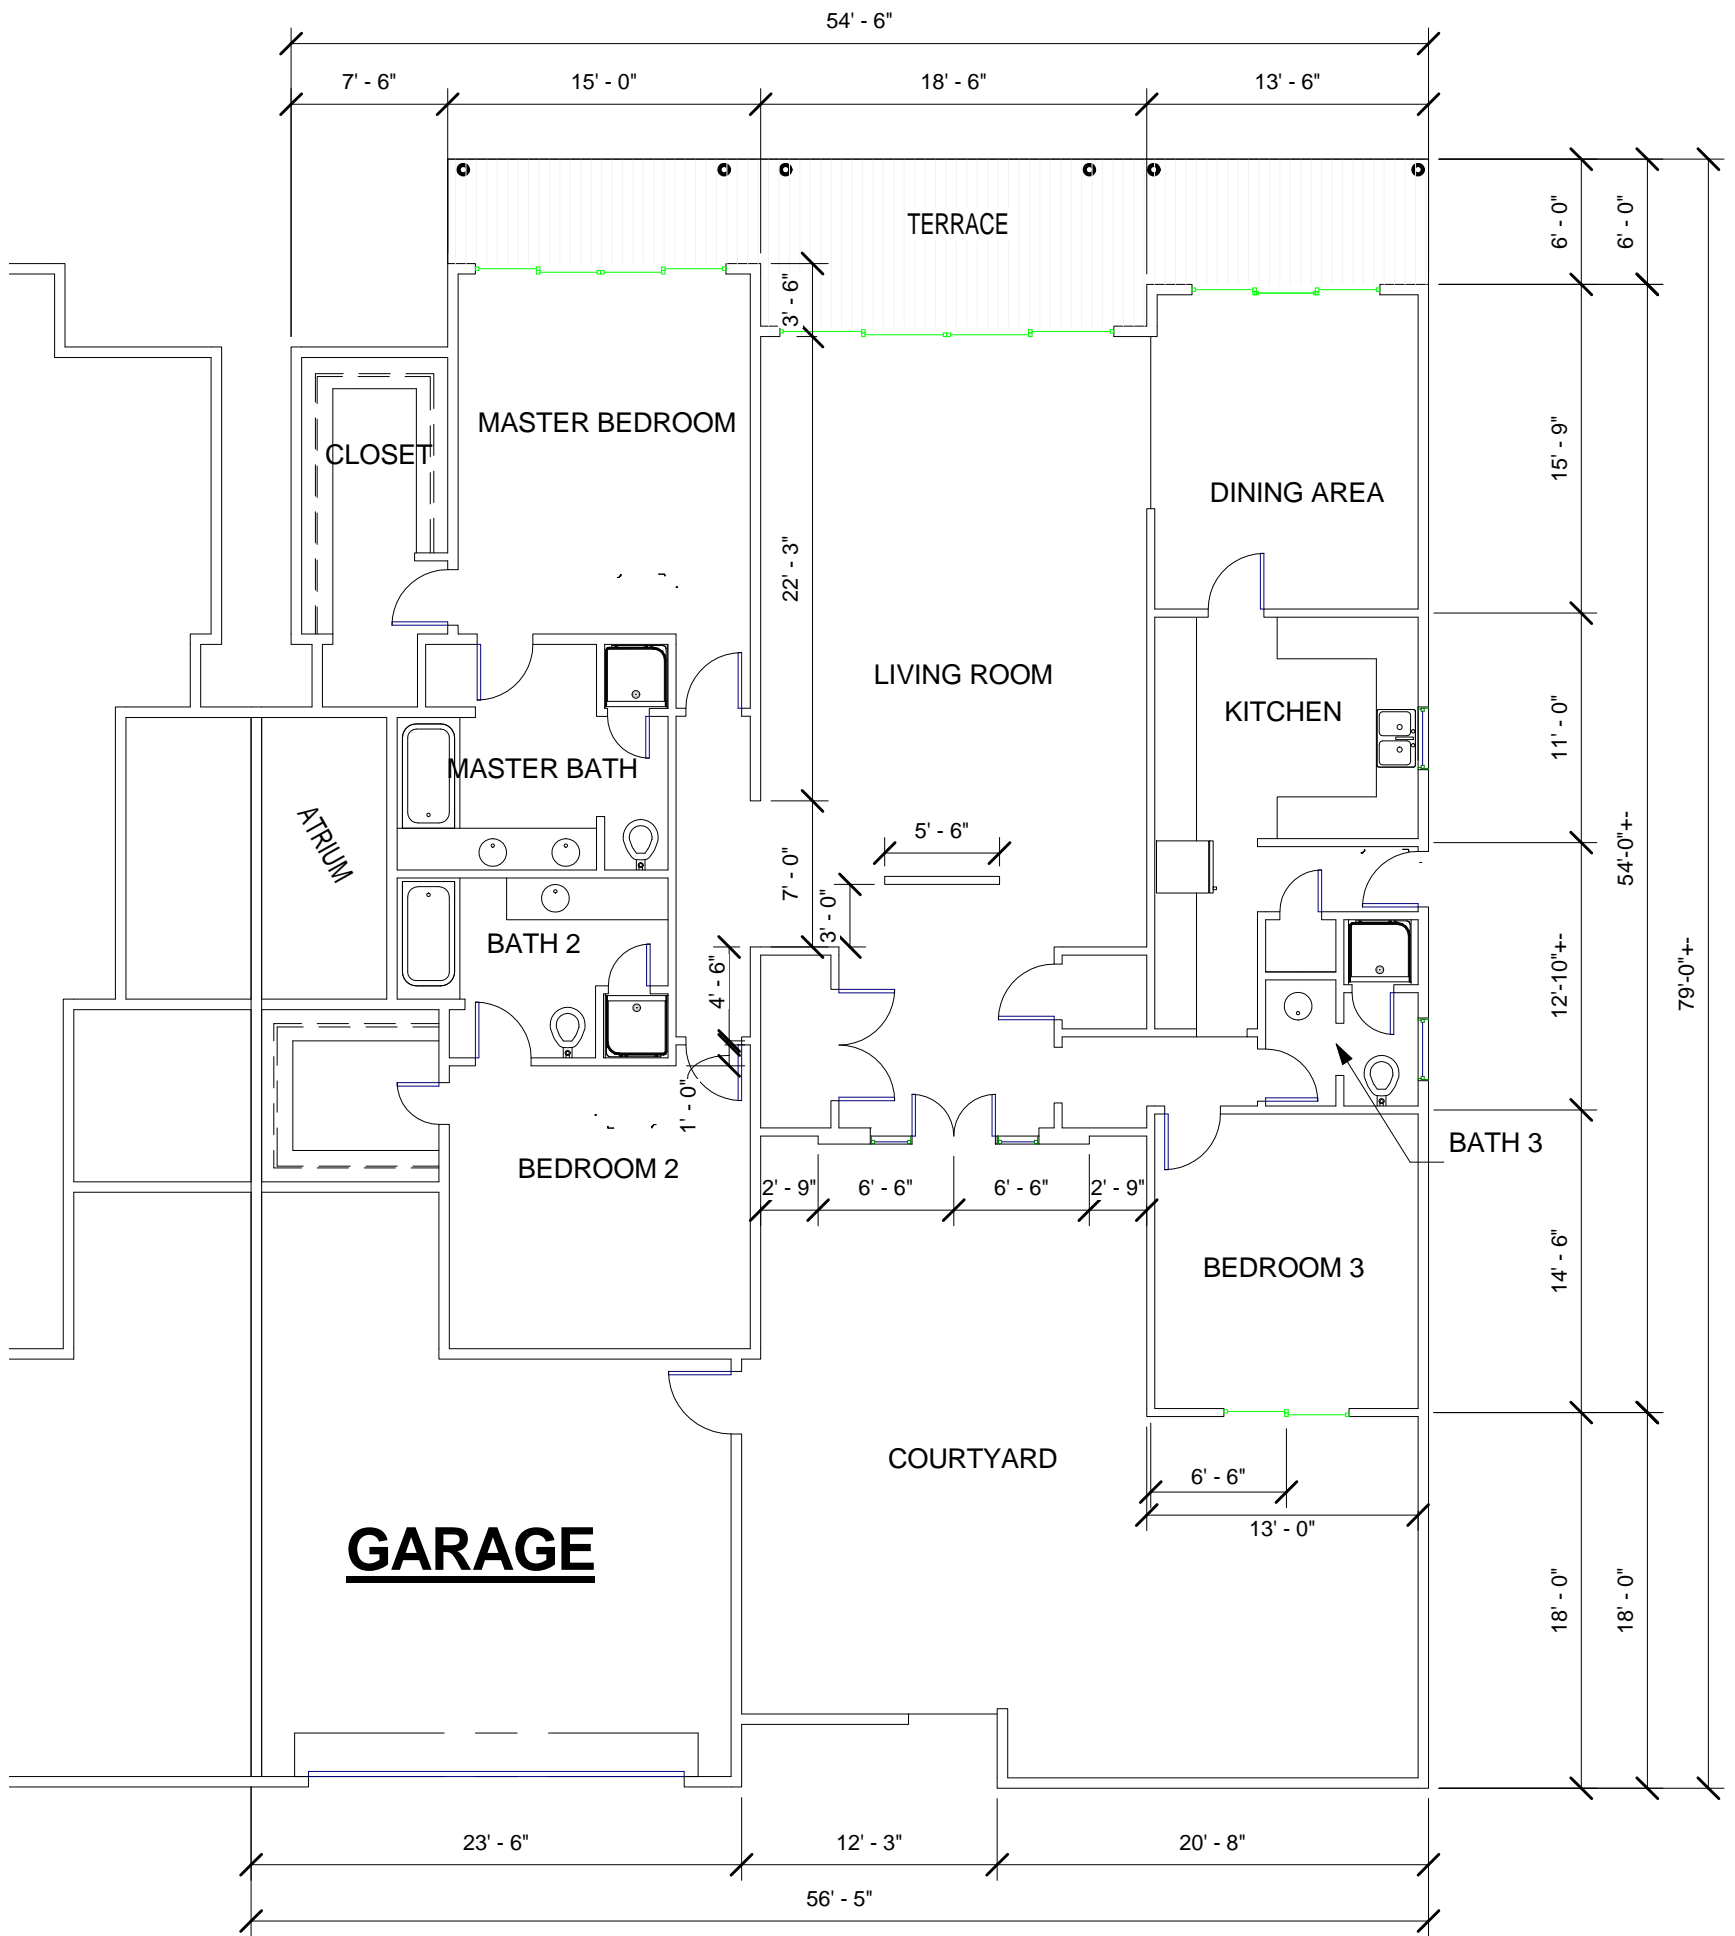 54' - 6"
7' - 6"
15' - 0"
18' - 6"
13' - 6"
TERRACE
6' - 0"
6' - 0"
3' - 6"
MASTER BEDROOM
CLOSET
DINING AREA
15' - 9"
22' - 3"
LIVING ROOM
KITCHEN
11' - 0"
MASTER BATH
ATRIUM
5' - 6"
7' - 0"
3' - 0"
54'-0"+-
BATH 2
4' - 6"
12'-10"+-
79'-0"+-
1' - 0"
BATH 3
BEDROOM 2
2' - 9"
6' - 6"
6' - 6"
2' - 9"
BEDROOM 3
14' - 6"
COURTYARD
6' - 6"
13' - 0"
GARAGE
18' - 0"
18' - 0"
23' - 6"
12' - 3"
20' - 8"
56' - 5"